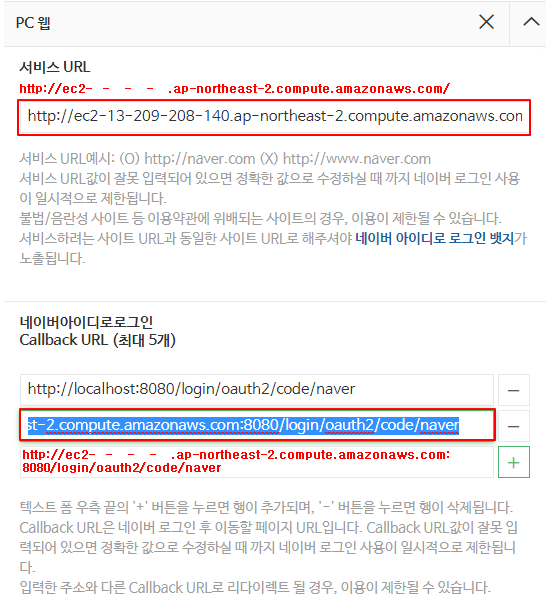 PC 웹
서비스 URL
http://ec2- - - - .ap-northeast-2.compute.amazonaws.com/
http://ec2-13-209-208-140.ap-northeast-2.compute.amazonaws.con
서비스 URL예시: (O) http://naver.com (X) http://www.naver.com
서비스 URL값이 잘못 입력되어 있으면 정확한 값으로 수정하실 때 까지 네이버 로그인 사용
이 일시적으로 제한됩니다.
불법/음란성 사이트 등 이용약관에 위배되는 사이트의 경우, 이용이 제한될 수 있습니다.
서비스하려는 사이트 URL과 동일한 사이트 URL로 해주셔야 네이버 아이디로 로그인 뱃지가
노출됩니다.
네이버아이디로로그인
Callback URL (최대 5개)
http://localhost:8080/login/oauth2/code/naver
st-2.compute.amazonaws.com:8080/login/oauth2/code/naver
http://ec2- - - - .ap-northeast-2.compute.amazonaws.com:
8080/login/oauth2/code/naver
텍스트 폼 우측 끝의 '+' 버튼을 누르면 행이 추가되며, '-' 버튼을 누르면 행이 삭제됩니다.
Callback URL은 네이버 로그인 후 이동할 페이지 URL입니다. Callback URL값이 잘못 입
력되어 있으면 정확한 값으로 수정하실 때 까지 네이버 로그인 사용이 일시적으로 제한됩니
다.
입력한 주소와 다른 Callback URL로 리다이렉트 될 경우, 이용이 제한될 수 있습니다.